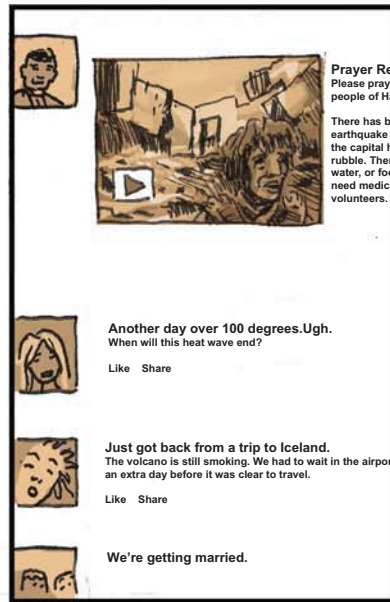 Prayer Re
Please pray
people of Ha
There has b
earthquake
the capital h
rubble. Ther
water, or foo
need medic
volunteers.
Another day over 100 degrees.Ugh.
When will this heat wave end?
Like Share
Just got back from a trip to Iceland.
The volcano is still smoking. We had to wait in the airpor
an extra day before it was clear to travel.
Like Share
We're getting married.